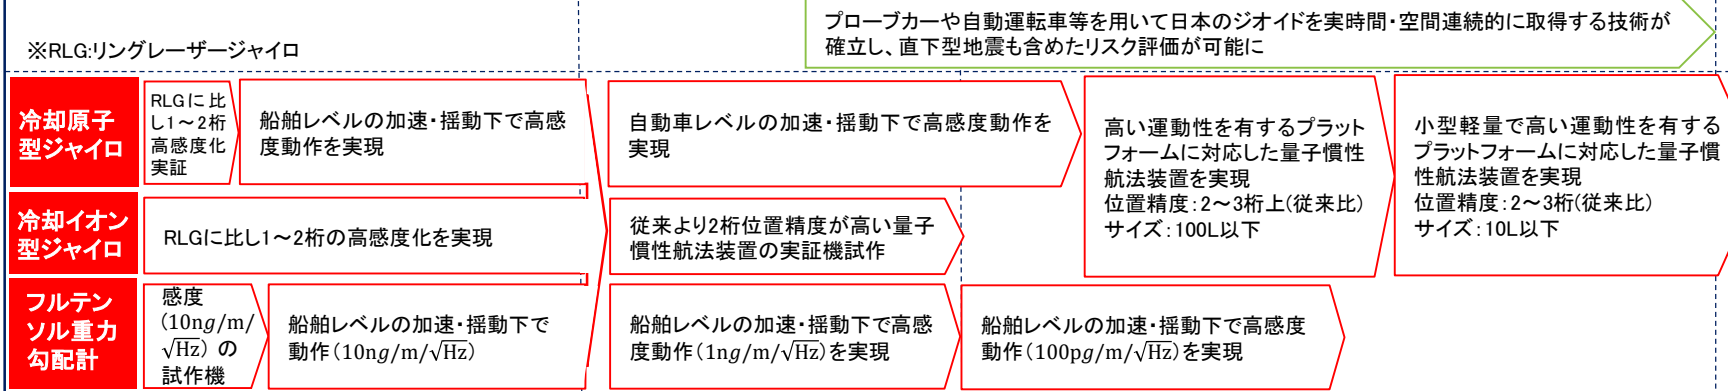 プローブカーや自動運転車等を用いて日本のジオイドを実時間・空間連続的に取得する技術が
確立し、直下型地震も含めたリスク評価が可能に
※RLG:リングレーザージャイロ
冷却原子
型ジャイロ
RLGに比
し1～2桁
高感度化
実証
船舶レベルの加速・揺動下で高感
度動作を実現
自動車レベルの加速・揺動下で高感度動作を
実現
高い運動性を有するプラット
フォームに対応した量子慣性
航法装置を実現
位置精度:2～3桁上(従来比)
サイズ:100L以下
小型軽量で高い運動性を有する
プラットフォームに対応した量子慣
性航法装置を実現
位置精度:2～3桁(従来比)
サイズ:10L以下
冷却イオン
型ジャイロ
RLGに比し1～2桁の高感度化を実現
従来より2桁位置精度が高い量子
慣性航法装置の実証機試作
フルテン
ソル重力
勾配計
感度
(10ng/m/
√Hz) の
試作機
船舶レベルの加速・揺動下で
動作(10ng/m/√Hz)
船舶レベルの加速・揺動下で高感
度動作(1ng/m/√Hz)を実現
船舶レベルの加速・揺動下で高感度
動作(100pg/m/√Hz)を実現